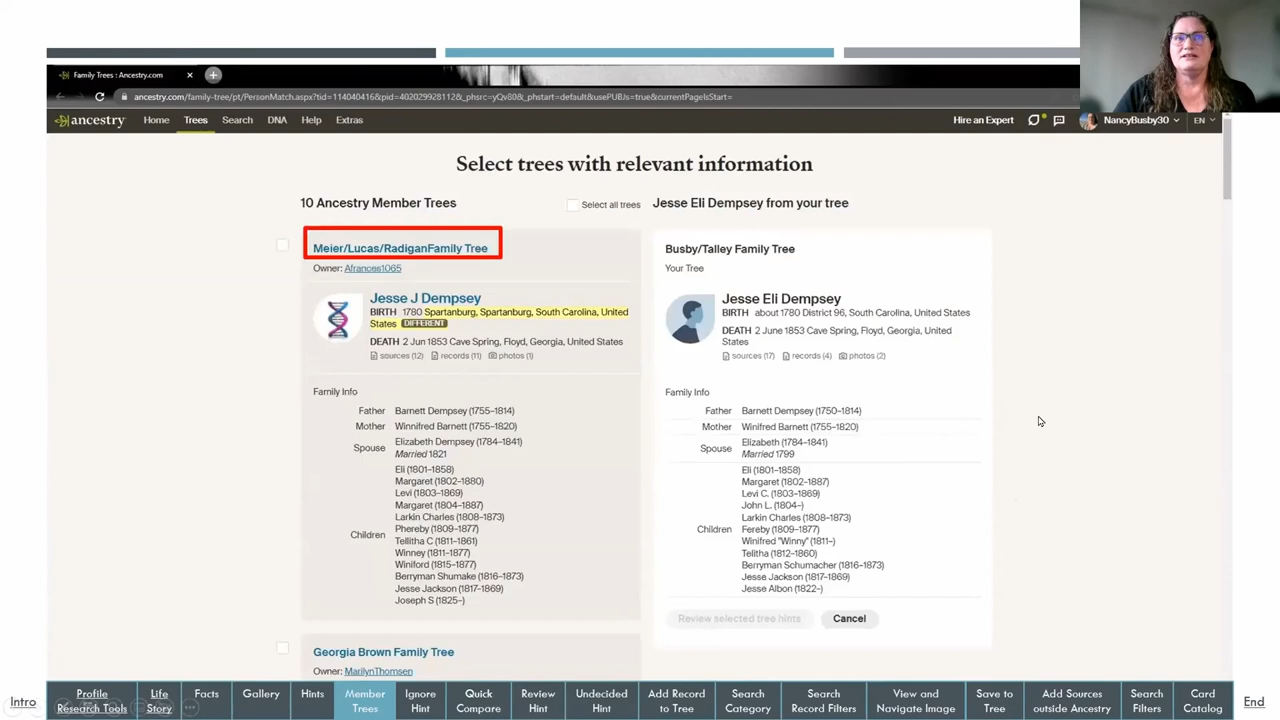 Family Trees : Ancestry.com
ancestry.com/family-tree/pt/PersonMatch.aspx?tid=114040416&pid=402029928112&_phsrc=yQv80&_phstart=default&usePUBJs=true&currentPageIsStart=
ancestry Home Trees Search DNA Help Extras Hire an Expert NancyBusby30 EN
Select trees with relevant information
10 Ancestry Member Trees Select all trees Jesse Eli Dempsey from your tree
Meier/Lucas/RadiganFamily Tree
Owner: Afrances1065
Jesse J Dempsey
BIRTH 1780 Spartanburg, Spartanburg, South Carolina, United
States DIFFERENT
DEATH 2 Jun 1853 Cave Spring, Floyd, Georgia, United States
sources (12) records (11) photos (1)
Family Info
Father Barnett Dempsey (1755–1814)
Mother Winnifred Barnett (1755–1820)
Spouse Elizabeth Dempsey (1784–1841)
Married 1821
Children
Eli (1801–1858)
Margaret (1802–1880)
Levi (1803–1869)
Margaret (1804–1887)
Larkin Charles (1808–1873)
Phereby (1809–1877)
Tellitha C (1811–1861)
Winney (1811–1877)
Winiford (1815–1877)
Berryman Shumake (1816–1873)
Jesse Jackson (1817–1869)
Joseph S (1825–)
Busby/Talley Family Tree
Your Tree
Jesse Eli Dempsey
BIRTH about 1780 District 96, South Carolina, United States
DEATH 2 June 1853 Cave Spring, Floyd, Georgia, United
States
sources (17) records (4) photos (2)
Family Info
Father Barnett Dempsey (1750–1814)
Mother Winifred Barnett (1755–1820)
Spouse Elizabeth (1784–1841)
Married 1799
Children
Eli (1801–1858)
Margaret (1802–1887)
Levi C. (1803–1869)
John L. (1804–)
Larkin Charles (1808–1873)
Fereby (1809–1877)
Winifred "Winny" (1811–)
Telitha (1812–1860)
Berryman Schumacher (1816–1873)
Jesse Jackson (1817–1869)
Jesse Albon (1822–)
Review selected tree hints Cancel
Georgia Brown Family Tree
Owner: MarilynThomsen
Intro
Profile
Research Tools
Life
Story
Facts
Gallery
Hints
Member
Trees
Ignore
Hint
Quick
Compare
Review
Hint
Undecided
Hint
Add Record
to Tree
Search
Category
Search
Record Filters
View and
Navigate Image
Save to
Tree
Add Sources
outside Ancestry
Search
Filters
Card
Catalog
End